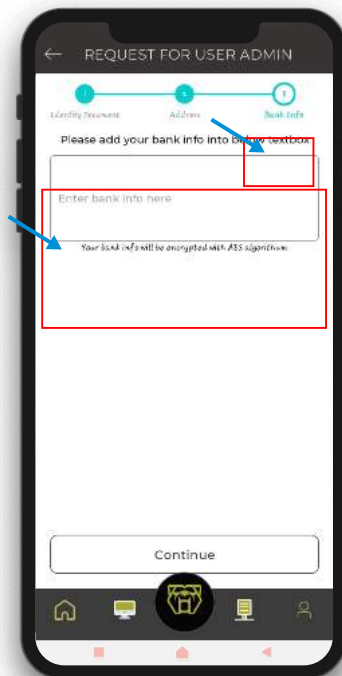 REQUEST FOR USER ADMIN
Identity Document Address Bank Info
Please add your bank info into below textbox
Enter bank info here
Your bank info will be encrypted with AES algorithm
Continue